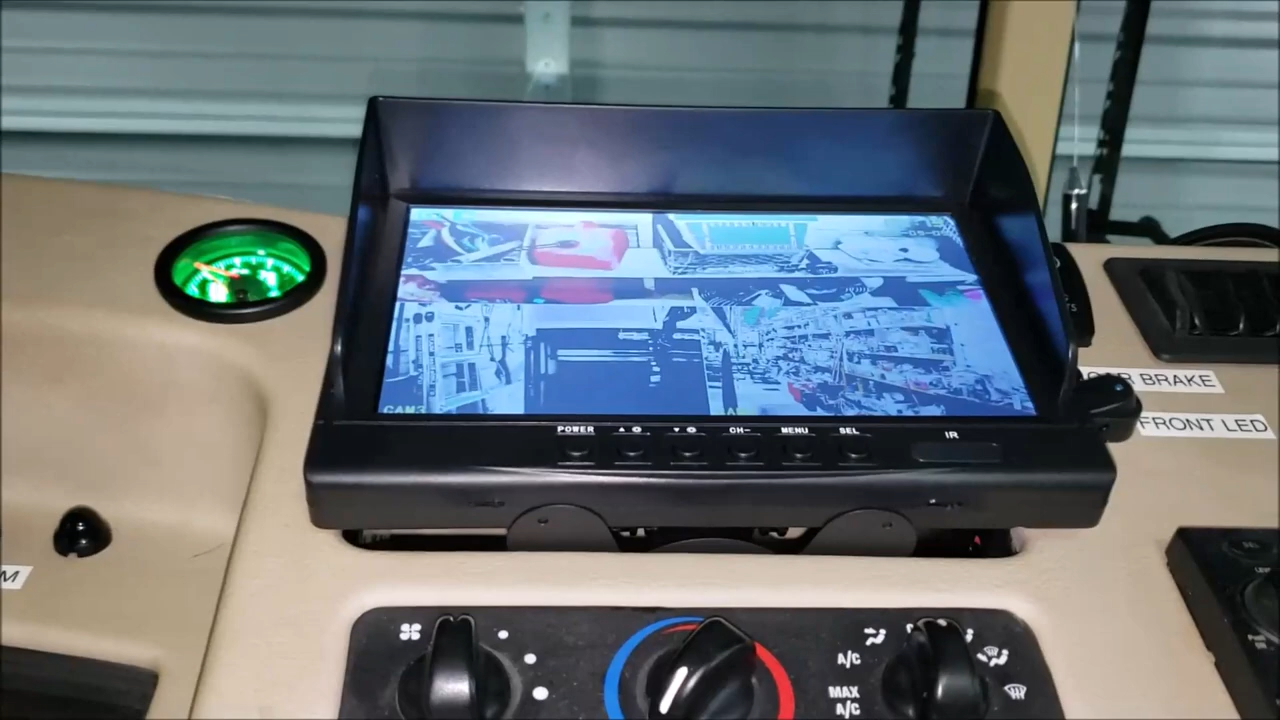 CAM3
POWER
CH-
MENU
SEL
IR
BRAKE
FRONT LED
M
A/C
MAX
A/C